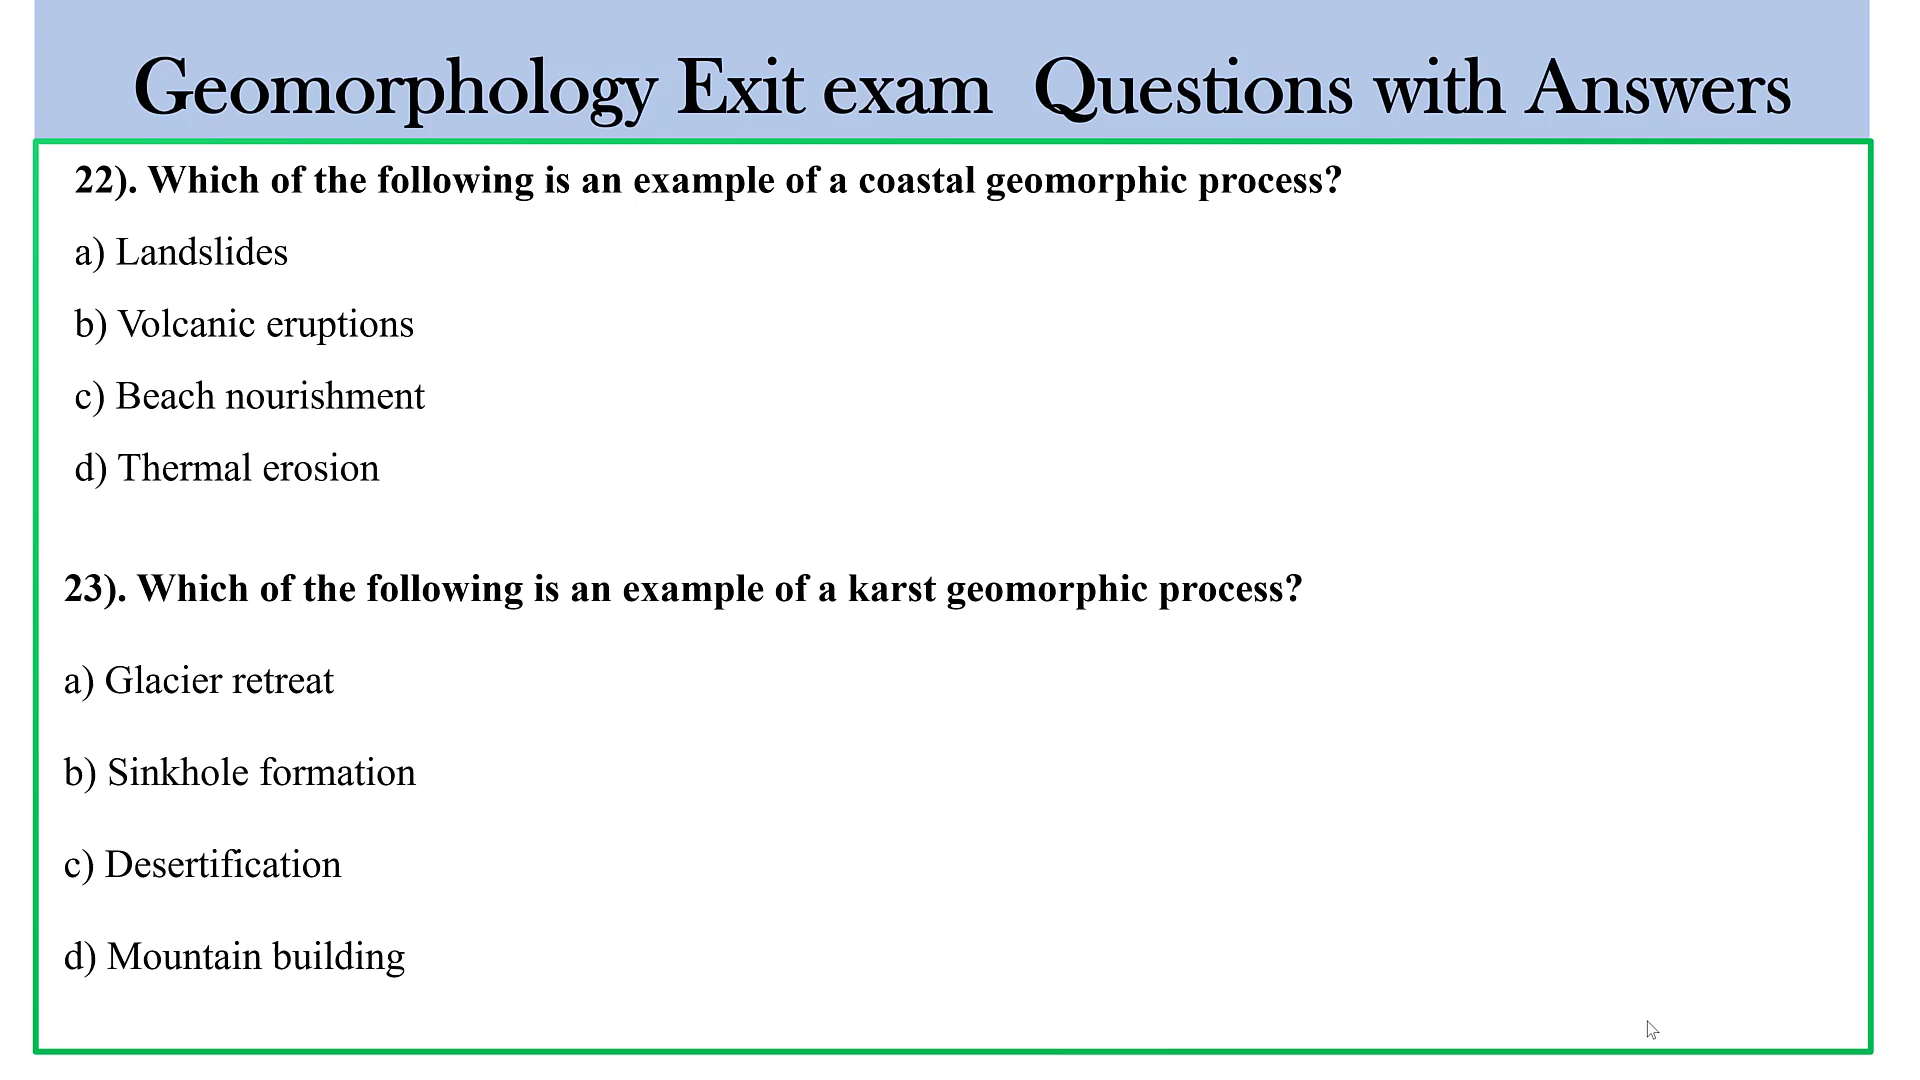 Geomorphology Exit exam Questions with Answers
22). Which of the following is an example of a coastal geomorphic process?
a) Landslides
b) Volcanic eruptions
c) Beach nourishment
d) Thermal erosion
23). Which of the following is an example of a karst geomorphic process?
a) Glacier retreat
b) Sinkhole formation
c) Desertification
d) Mountain building